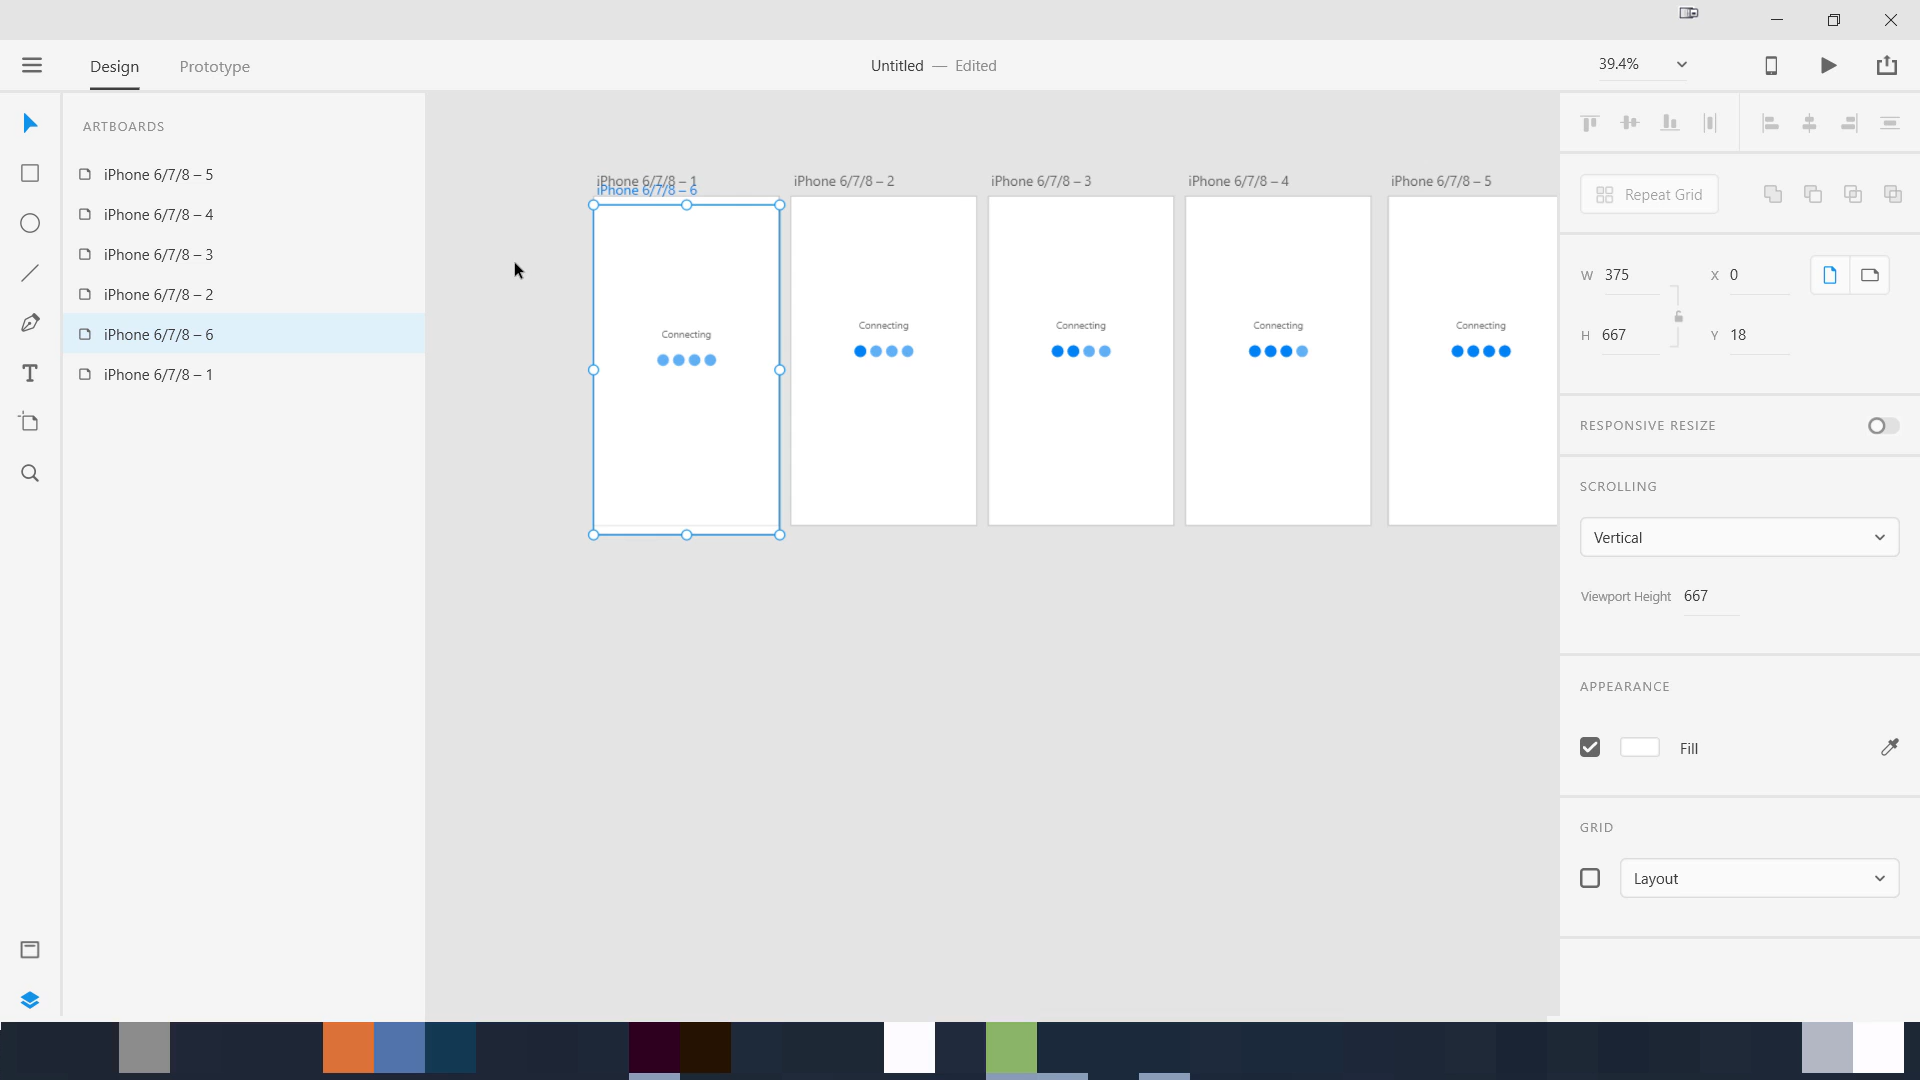 Design
Prototype
Untitled — Edited
39.4%
ARTBOARDS
iPhone 6/7/8 – 5
iPhone 6/7/8 – 4
iPhone 6/7/8 – 3
iPhone 6/7/8 – 2
iPhone 6/7/8 – 6
iPhone 6/7/8 – 1
iPhone 6/7/8 – 1
iPhone 6/7/8 – 6
iPhone 6/7/8 – 2
iPhone 6/7/8 – 3
iPhone 6/7/8 – 4
iPhone 6/7/8 – 5
Connecting
Connecting
Connecting
Connecting
Connecting
Repeat Grid
W 375
X 0
H 667
Y 18
RESPONSIVE RESIZE
SCROLLING
Vertical
Viewport Height 667
APPEARANCE
Fill
GRID
Layout